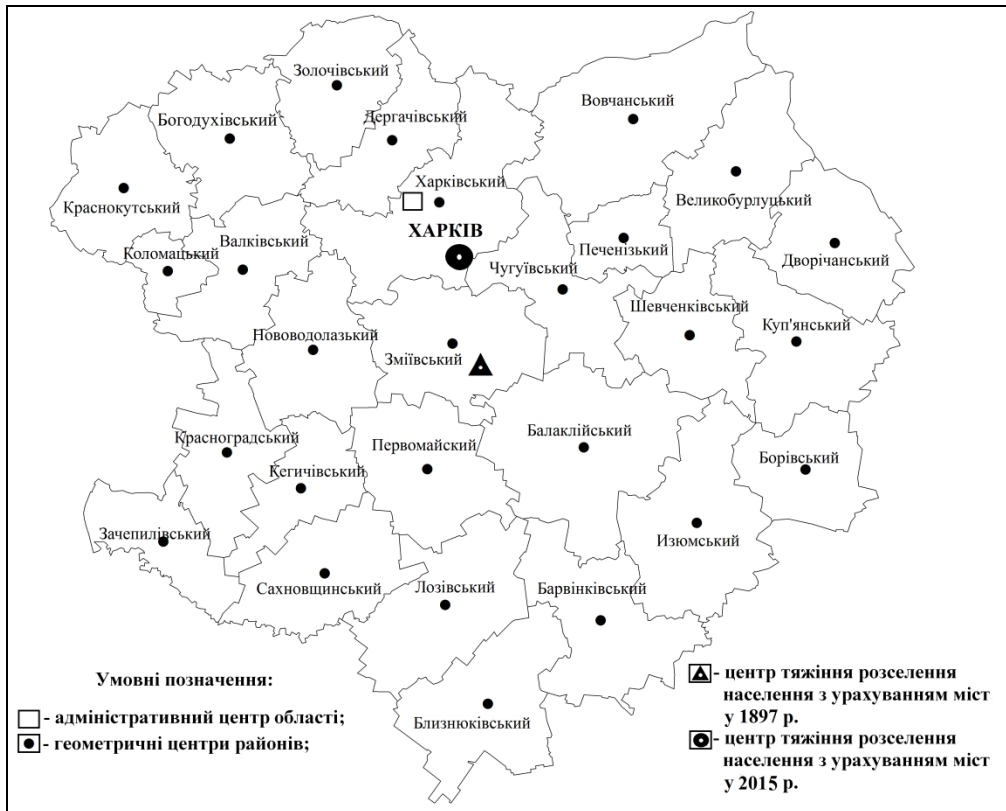 Золочівський
Вовчанський
Богодухівський
Дергачівський
Харківський
Великобурлуцький
Краснокутський
ХАРКІВ
Валківський
Коломацький
Печенізький
Дворічанський
Чугуївський
Шевченківський
Куп'янський
Нововодолазький
Зміївський
Красноградський
Первомайский
Балаклійський
Борівський
Кегичівський
Зачепилівський
Изюмський
Сахновщинський
Лозівський
Барвінківський
Близнюківський
Умовні позначення:
- адміністративний центр області;
- геометричні центри районів;
- центр тяжіння розселення
населення з урахуванням міст
у 1897 р.
- центр тяжіння розселення
населення з урахуванням міст
у 2015 р.